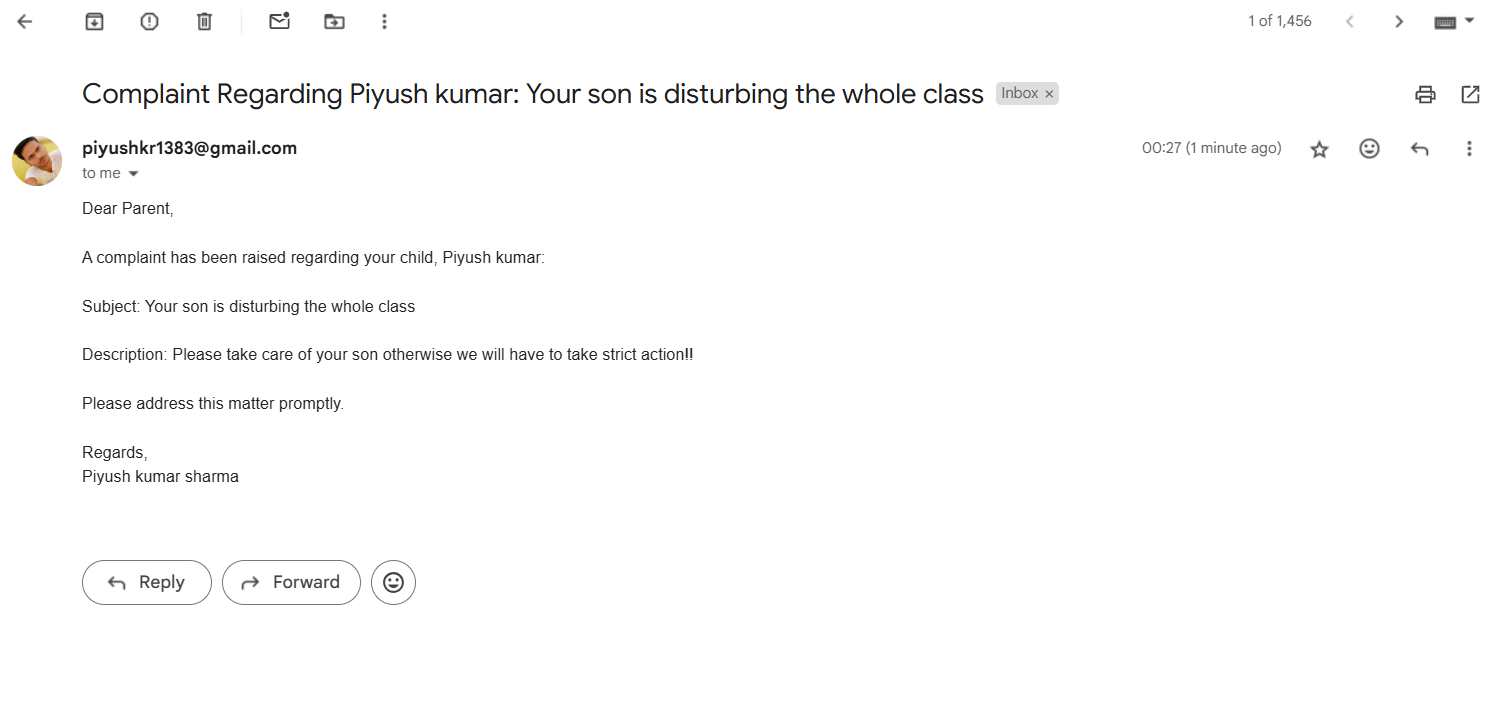 1 of 1,456
Complaint Regarding Piyush kumar: Your son is disturbing the whole class Inbox ×
piyushkr1383@gmail.com 00:27 (1 minute ago)
to me
Dear Parent,
A complaint has been raised regarding your child, Piyush kumar:
Subject: Your son is disturbing the whole class
Description: Please take care of your son otherwise we will have to take strict action!!
Please address this matter promptly.
Regards,
Piyush kumar sharma
Reply Forward